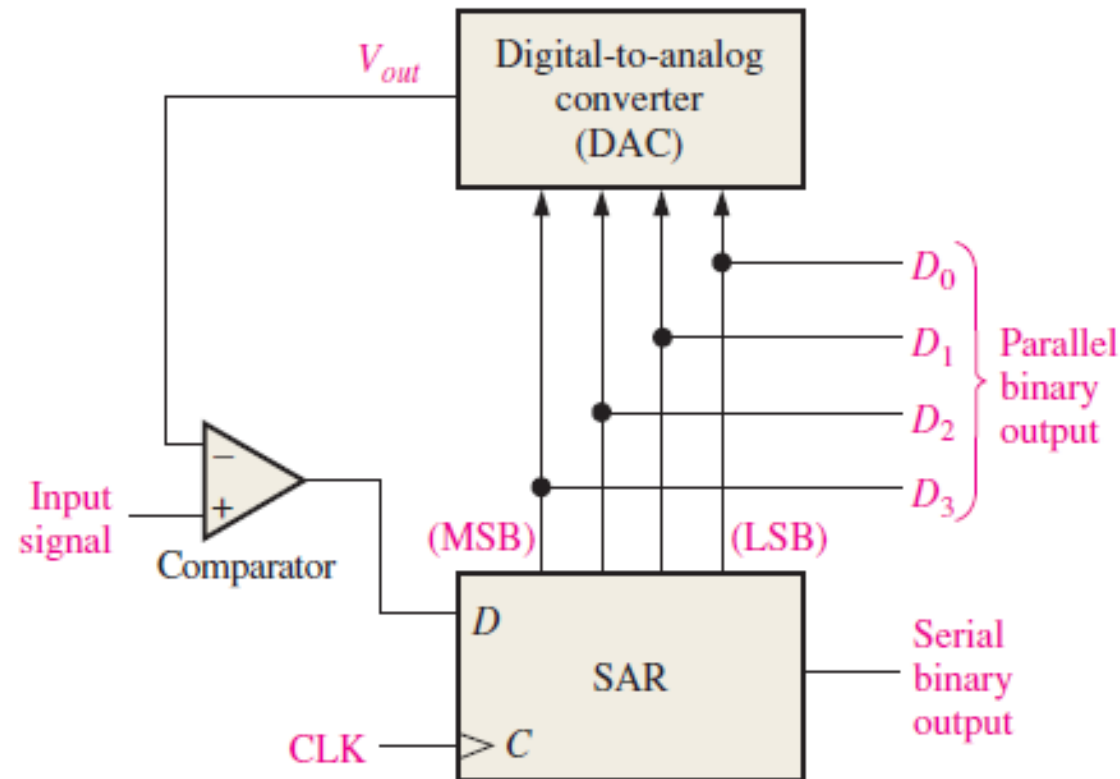 V_out
Digital-to-analog
converter
(DAC)
D_0
D_1
D_2
D_3
Parallel
binary
output
−
+
Input
signal
Comparator
(MSB)
(LSB)
D
SAR
CLK
C
Serial
binary
output